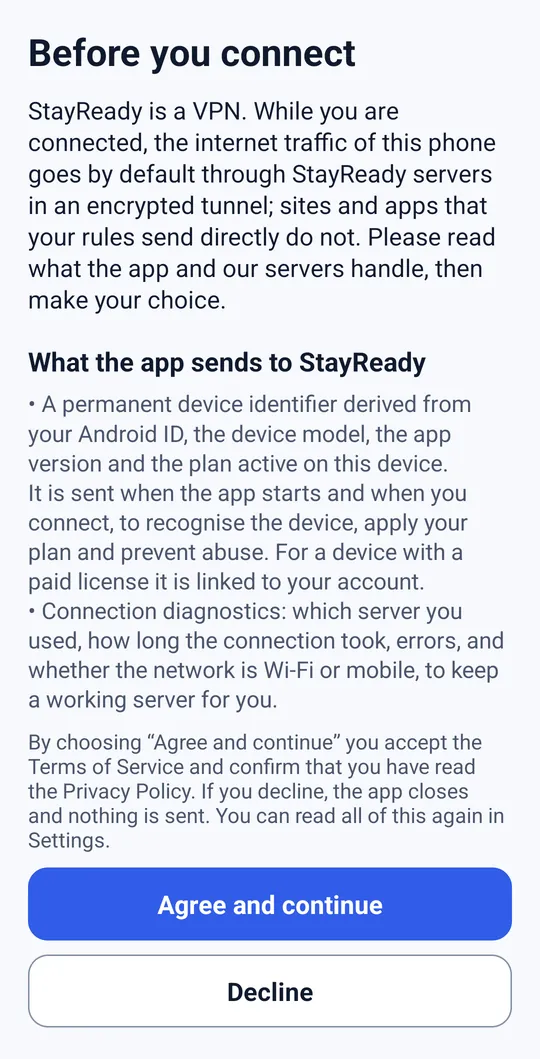 Before you connect
StayReady is a VPN. While you are
connected, the internet traffic of this phone
goes by default through StayReady servers
in an encrypted tunnel; sites and apps that
your rules send directly do not. Please read
what the app and our servers handle, then
make your choice.
What the app sends to StayReady
• A permanent device identifier derived from
your Android ID, the device model, the app
version and the plan active on this device.
It is sent when the app starts and when you
connect, to recognise the device, apply your
plan and prevent abuse. For a device with a
paid license it is linked to your account.
• Connection diagnostics: which server you
used, how long the connection took, errors, and
whether the network is Wi-Fi or mobile, to keep
a working server for you.
By choosing “Agree and continue” you accept the
Terms of Service and confirm that you have read
the Privacy Policy. If you decline, the app closes
and nothing is sent. You can read all of this again in
Settings.
Agree and continue
Decline